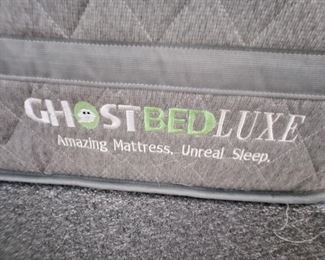 GHOSTBEDLUXE
Amazing Mattress. Unreal Sleep.